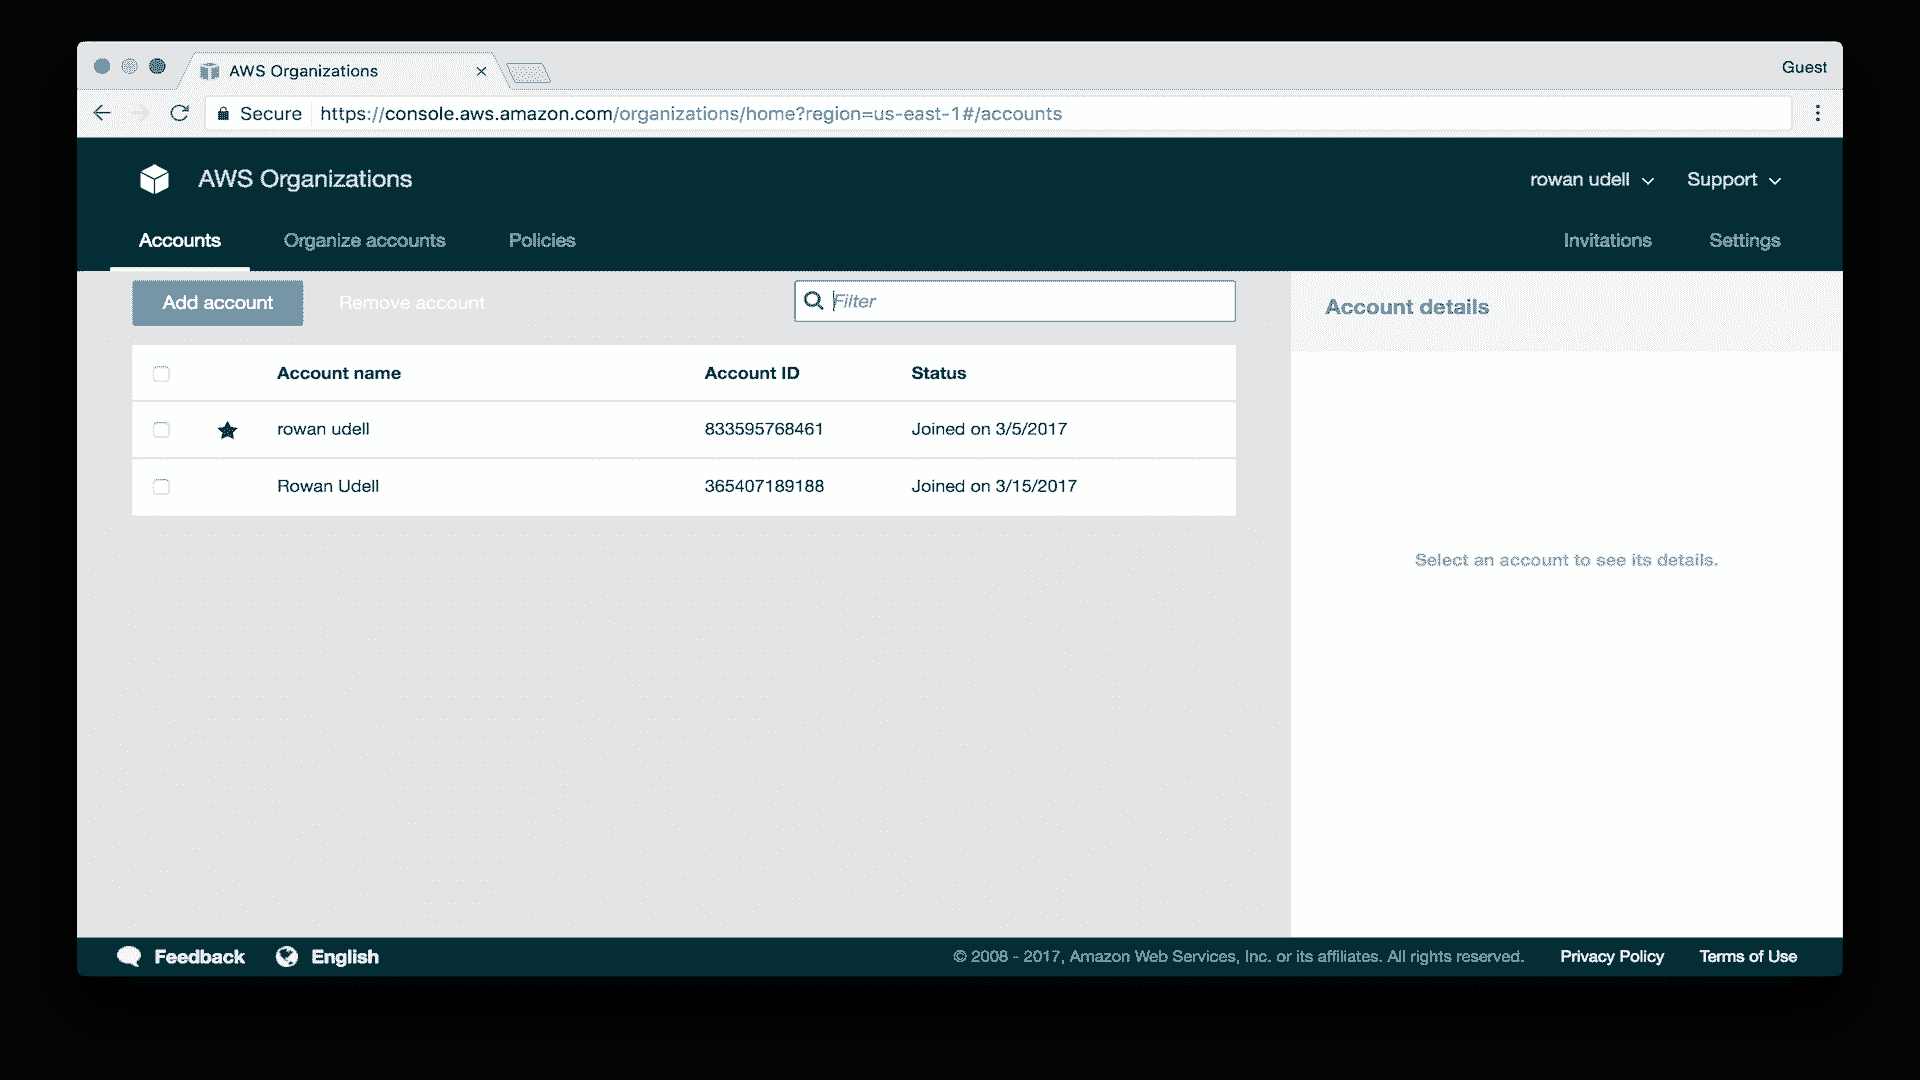 AWS Organizations
Guest
Secure https://console.aws.amazon.com/organizations/home?region=us-east-1#/accounts
AWS Organizations
rowan udell Support
Accounts Organize accounts Policies Invitations Settings
Add account Remove account Filter
Account details
Account name Account ID Status
rowan udell 833595768461 Joined on 3/5/2017
Rowan Udell 365407189188 Joined on 3/15/2017
Select an account to see its details.
Feedback English © 2008 - 2017, Amazon Web Services, Inc. or its affiliates. All rights reserved. Privacy Policy Terms of Use